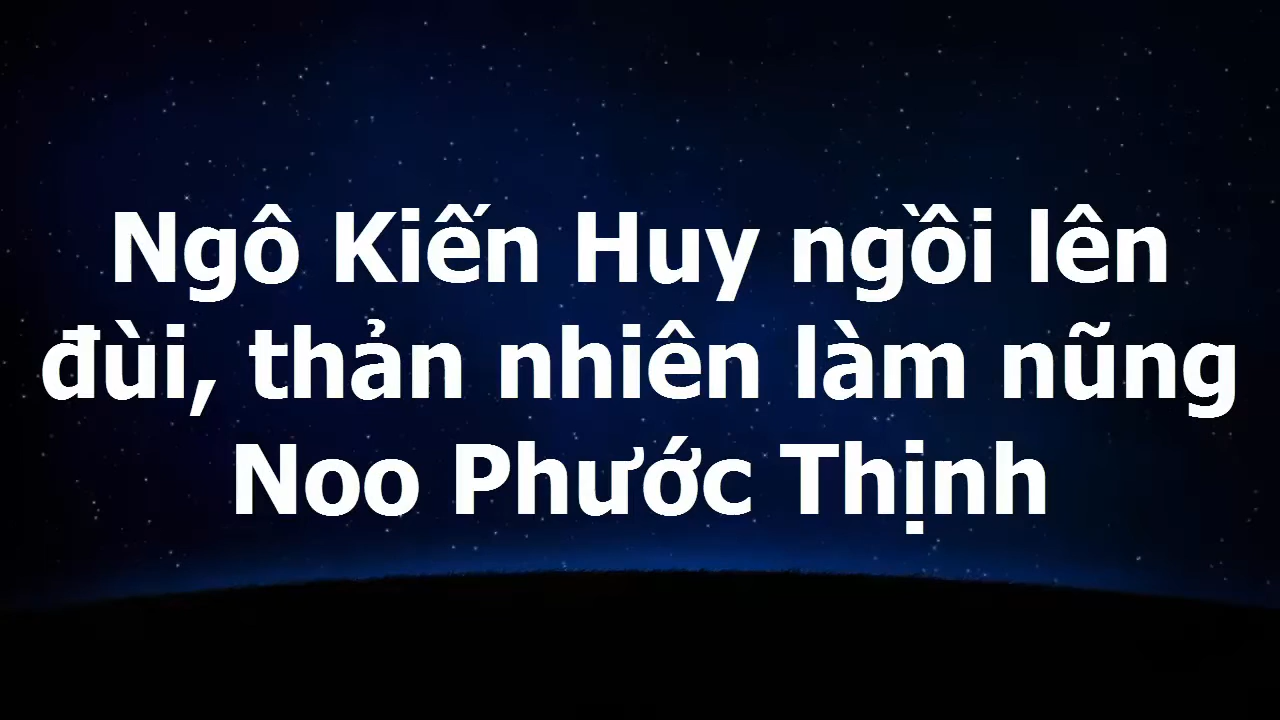 Ngô Kiến Huy ngồi lên
đùi, thản nhiên làm nũng
Noo Phước Thịnh